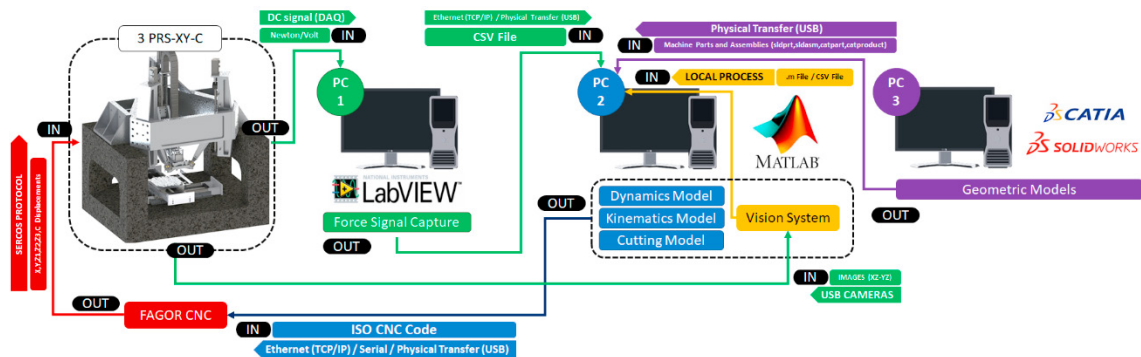 3 PRS-XY-C
DC signal (DAQ)
Newton/Volt
IN
Ethernet (TCP/IP) / Physical Transfer (USB)
CSV File
IN
Physical Transfer (USB)
IN
Machine Parts and Assemblies (sldprt,sldasm,catpart,catproduct)
PC
1
PC
2
IN
LOCAL PROCESS
.m File / CSV File
PC
3
IN
OUT
SERCOS PROTOCOL
X,YZ1,Z2,Z3,C Displacements
NATIONAL INSTRUMENTS
LabVIEW™
MATLAB
3DS CATIA
3DS SOLIDWORKS
Force Signal Capture
OUT
OUT
Dynamics Model
Kinematics Model
Cutting Model
Vision System
Geometric Models
OUT
OUT
IN
IMAGES (XZ-YZ)
USB CAMERAS
OUT
FAGOR CNC
IN
ISO CNC Code
Ethernet (TCP/IP) / Serial / Physical Transfer (USB)